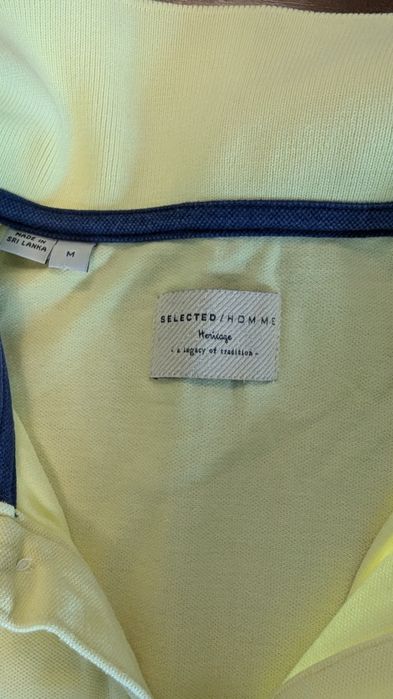 MADE IN
SRI LANKA
M
SELECTED/HOMME
Heritage
- a legacy of tradition -